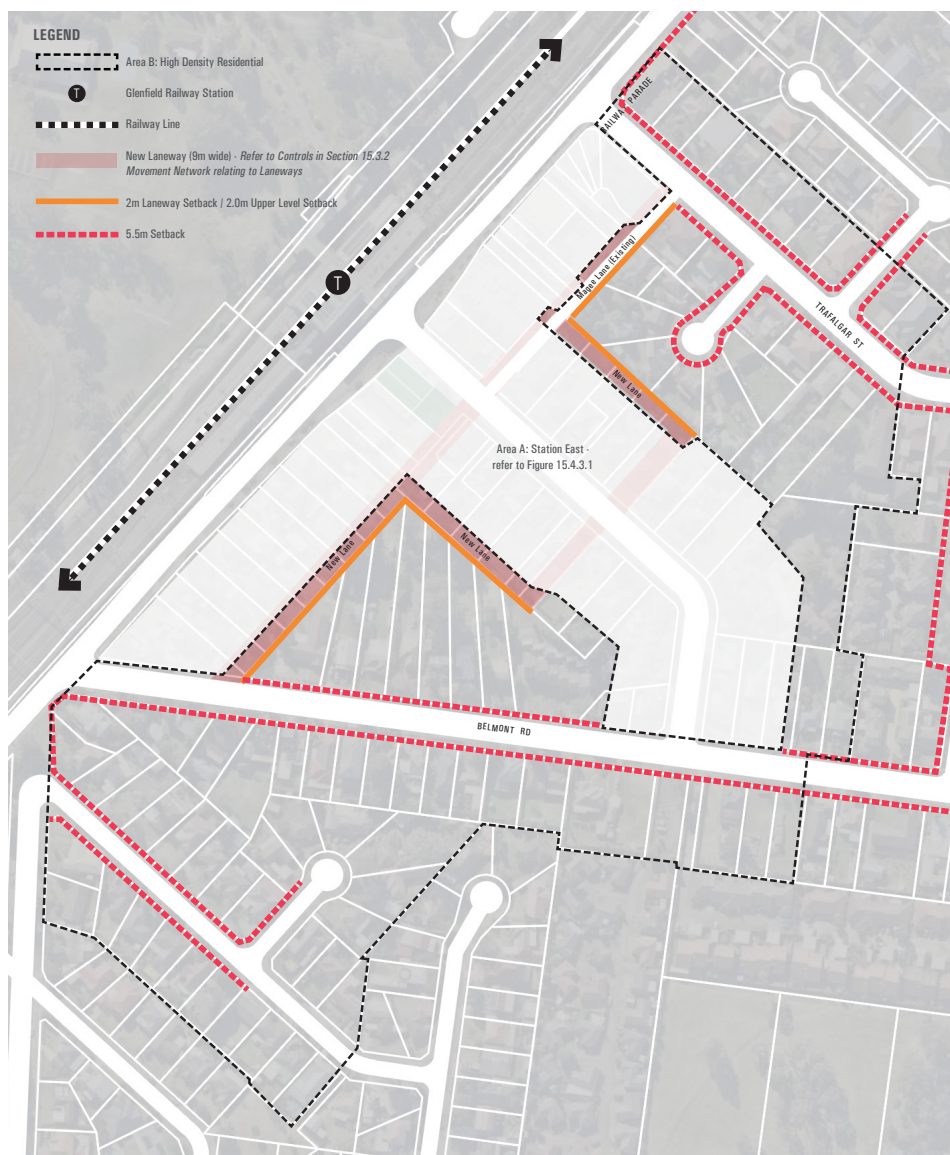 LEGEND
Area B: High Density Residential
T
Glenfield Railway Station
Railway Line
New Laneway (9m wide) - Refer to Controls in Section 15.3.2
Movement Network relating to Laneways
2m Laneway Setback / 2.0m Upper Level Setback
5.5m Setback
RAILWAY PARADE
T
Magee Lane (Existing)
TRAFALGAR ST
New Lane
Area A: Station East -
refer to Figure 15.4.3.1
New Lane
New Lane
BELMONT RD